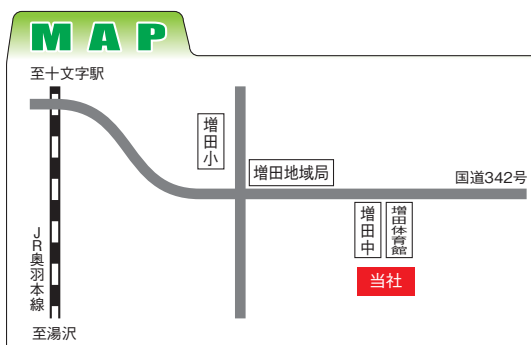 MAP
至十文字駅
増田小
増田地域局
国道342号
増田中
増田体育館
当社
JR奥羽本線
至湯沢